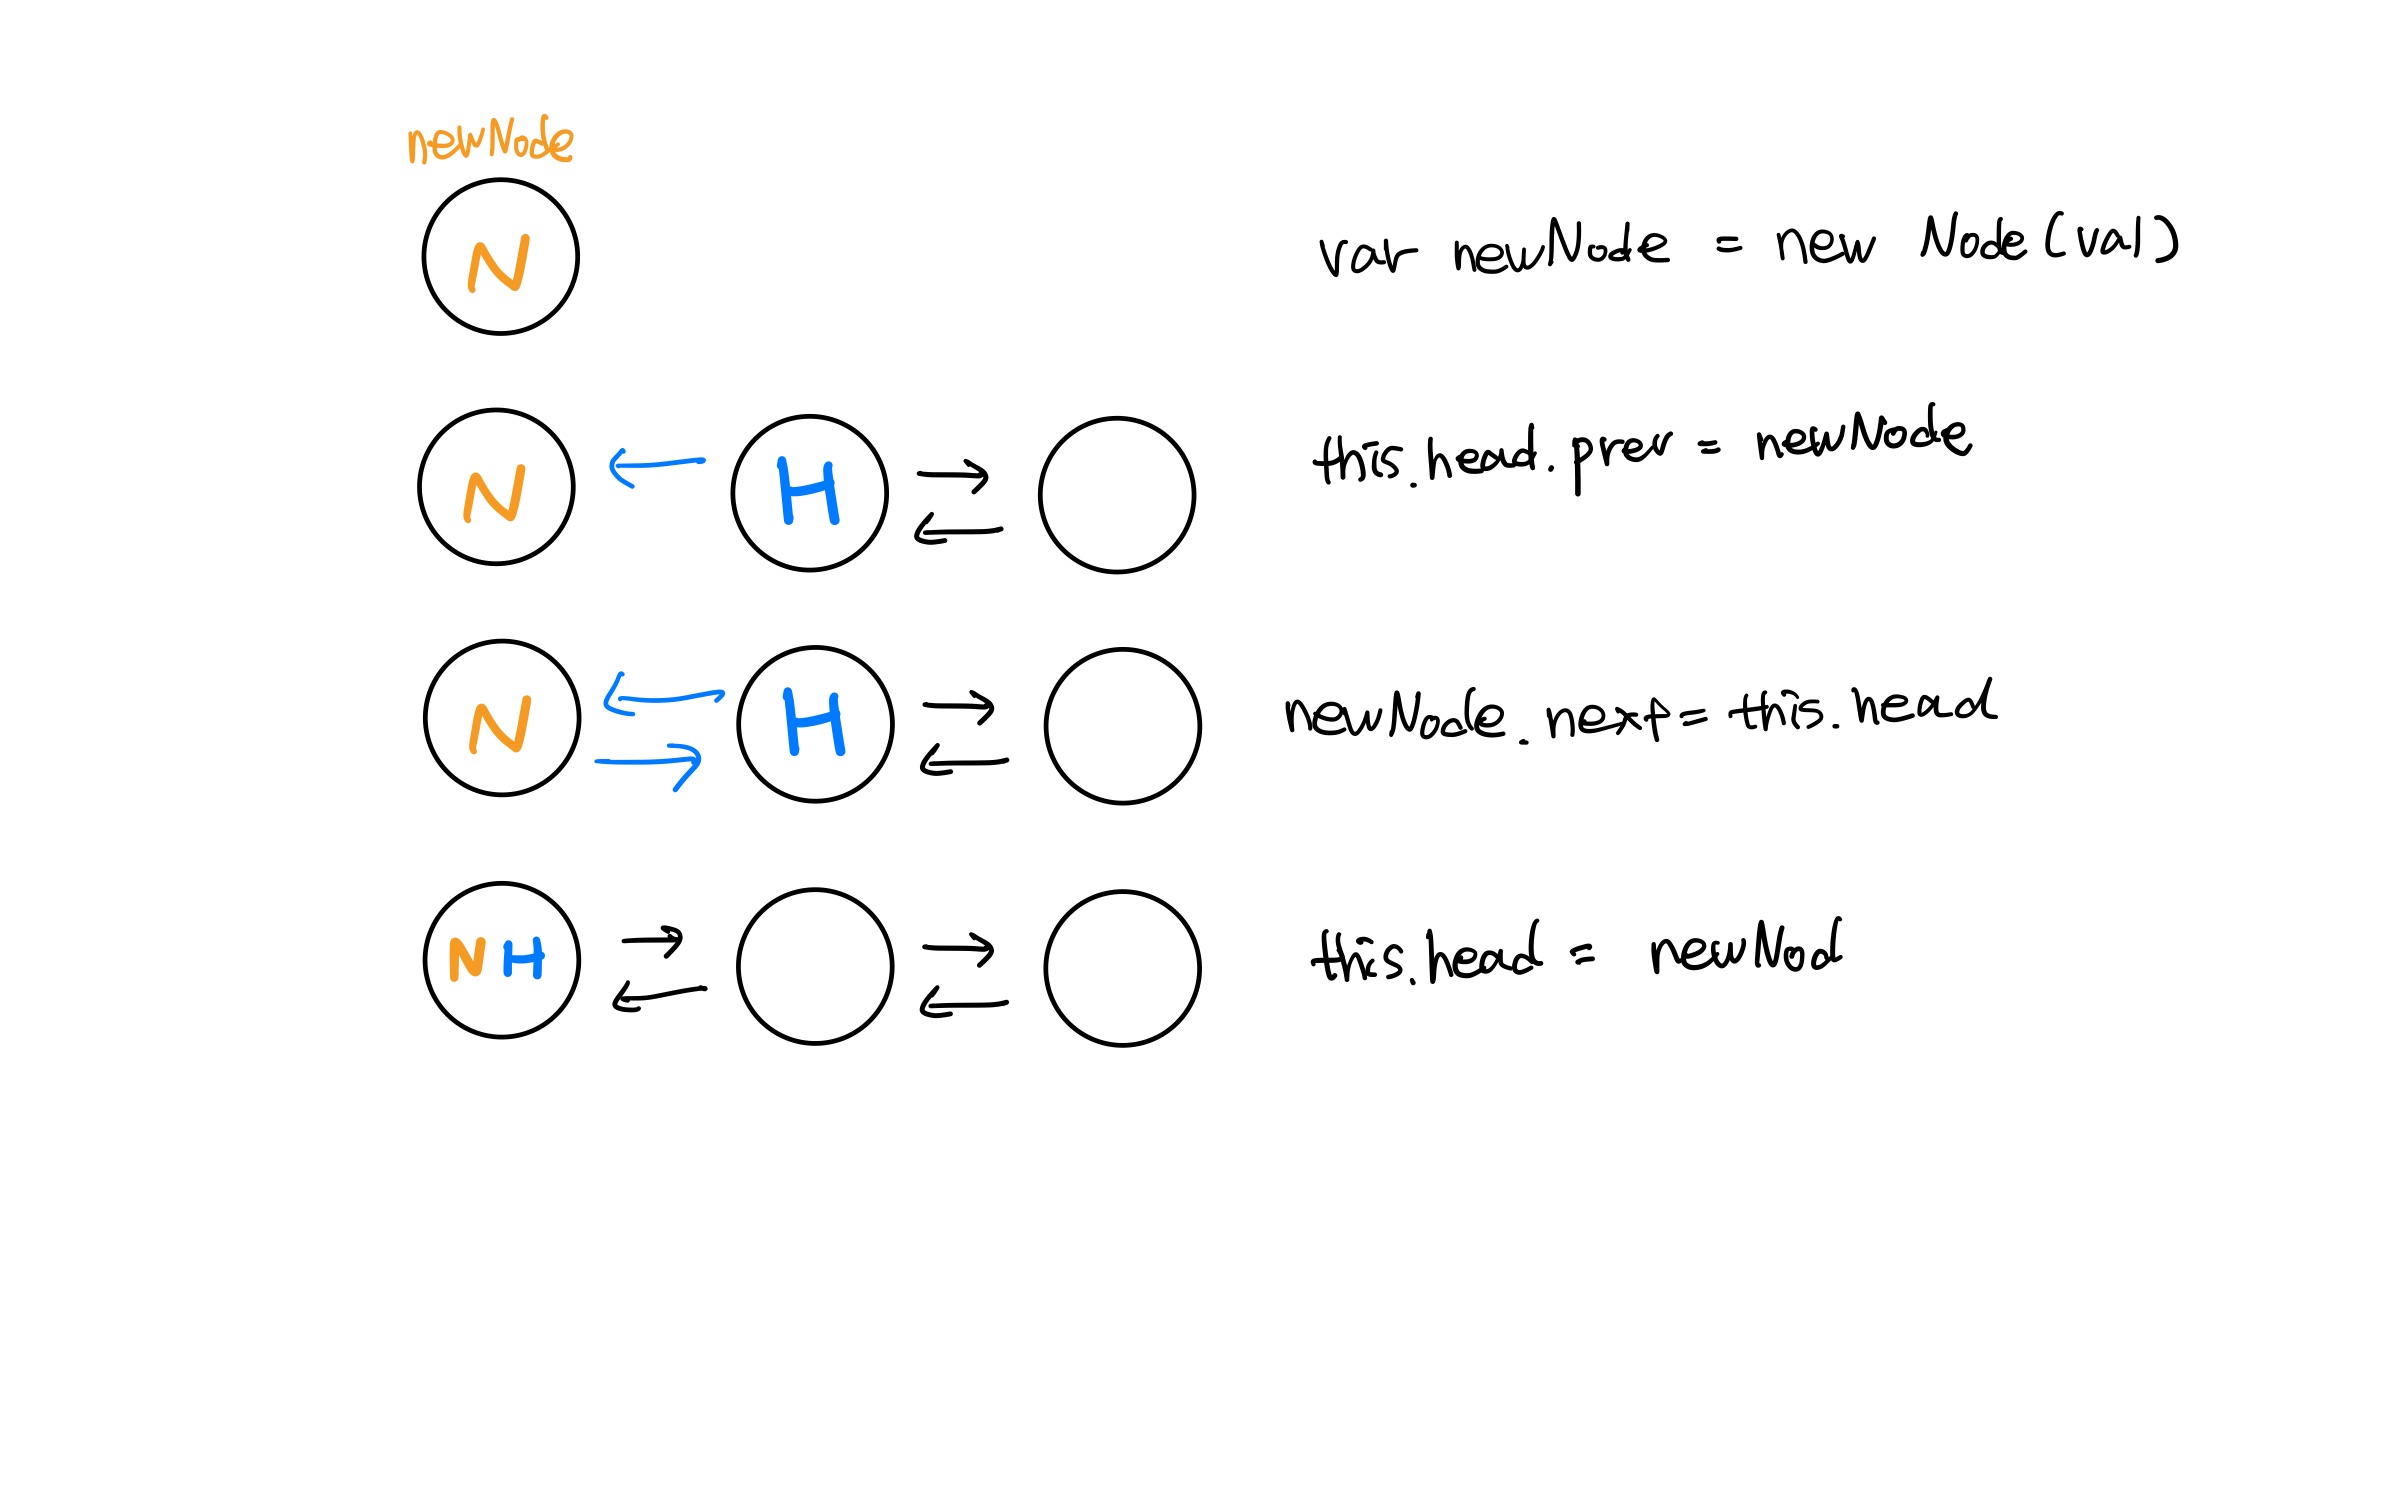 newNode
N
var newNode = new Node(val)
N
H
this.head.prev = newNode
N
H
newNode.next = this.head
NH
this.head = newNod